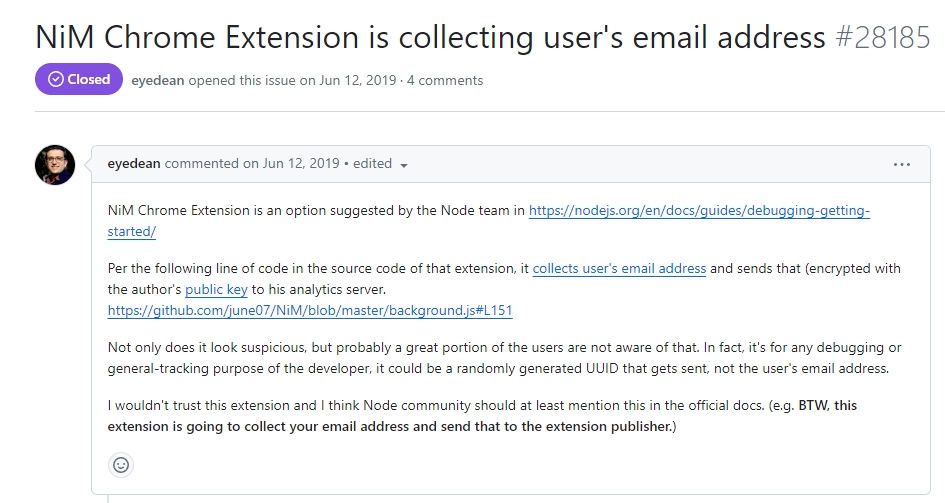 NiM Chrome Extension is collecting user's email address #28185
Closed
eyedean opened this issue on Jun 12, 2019 · 4 comments
eyedean commented on Jun 12, 2019 • edited
NiM Chrome Extension is an option suggested by the Node team in https://nodejs.org/en/docs/guides/debugging-getting-
started/
Per the following line of code in the source code of that extension, it collects user's email address and sends that (encrypted with
the author's public key to his analytics server.
https://github.com/june07/NiM/blob/master/background.js#L151
Not only does it look suspicious, but probably a great portion of the users are not aware of that. In fact, it's for any debugging or
general-tracking purpose of the developer, it could be a randomly generated UUID that gets sent, not the user's email address.
I wouldn't trust this extension and I think Node community should at least mention this in the official docs. (e.g. BTW, this
extension is going to collect your email address and send that to the extension publisher.)